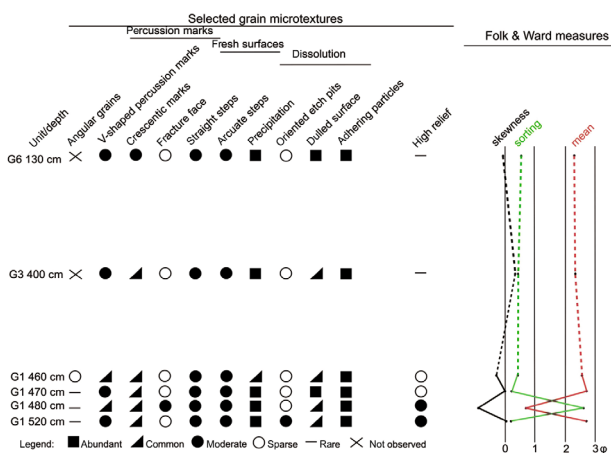 Selected grain microtextures
Percussion marks
Fresh surfaces
Dissolution
Folk & Ward measures
Unit/depth
Angular grains
V-shaped percussion marks
Crescentic marks
Fracture face
Straight steps
Arcuate steps
Precipitation
Oriented etch pits
Dulled surface
Adhering particles
High relief
skewness
sorting
mean
G6 130 cm
G3 400 cm
G1 460 cm
G1 470 cm
G1 480 cm
G1 520 cm
Legend: Abundant Common Moderate Sparse Rare Not observed
0 1 2 3 φ